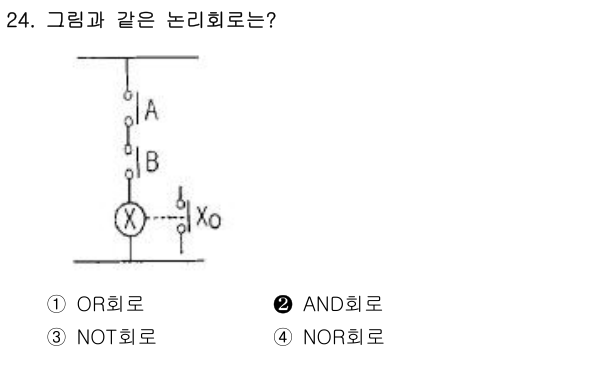 24. 그림과 같은 논리회로는?
A
B
X
X₀
① OR회로 ❷ AND회로
③ NOT회로 ④ NOR회로